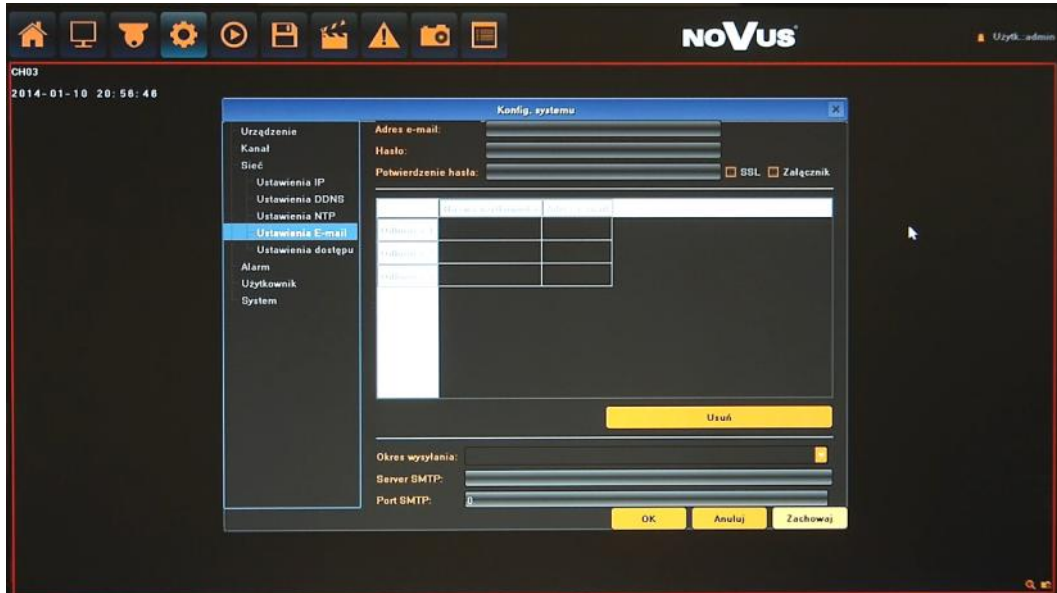 NOVUS
Użytk.:admin
CH03
2014-01-10 20:56:46
Konfig. systemu
Urządzenie
Kanał
Sieć
Ustawienia IP
Ustawienia DDNS
Ustawienia NTP
Ustawienia E-mail
Ustawienia dostępu
Alarm
Użytkownik
System
Adres e-mail:
Hasło:
Potwierdzenie hasła:
SSL
Załącznik
Usuń
Okres wysyłania:
Server SMTP:
Port SMTP:
0
OK
Anuluj
Zachowaj